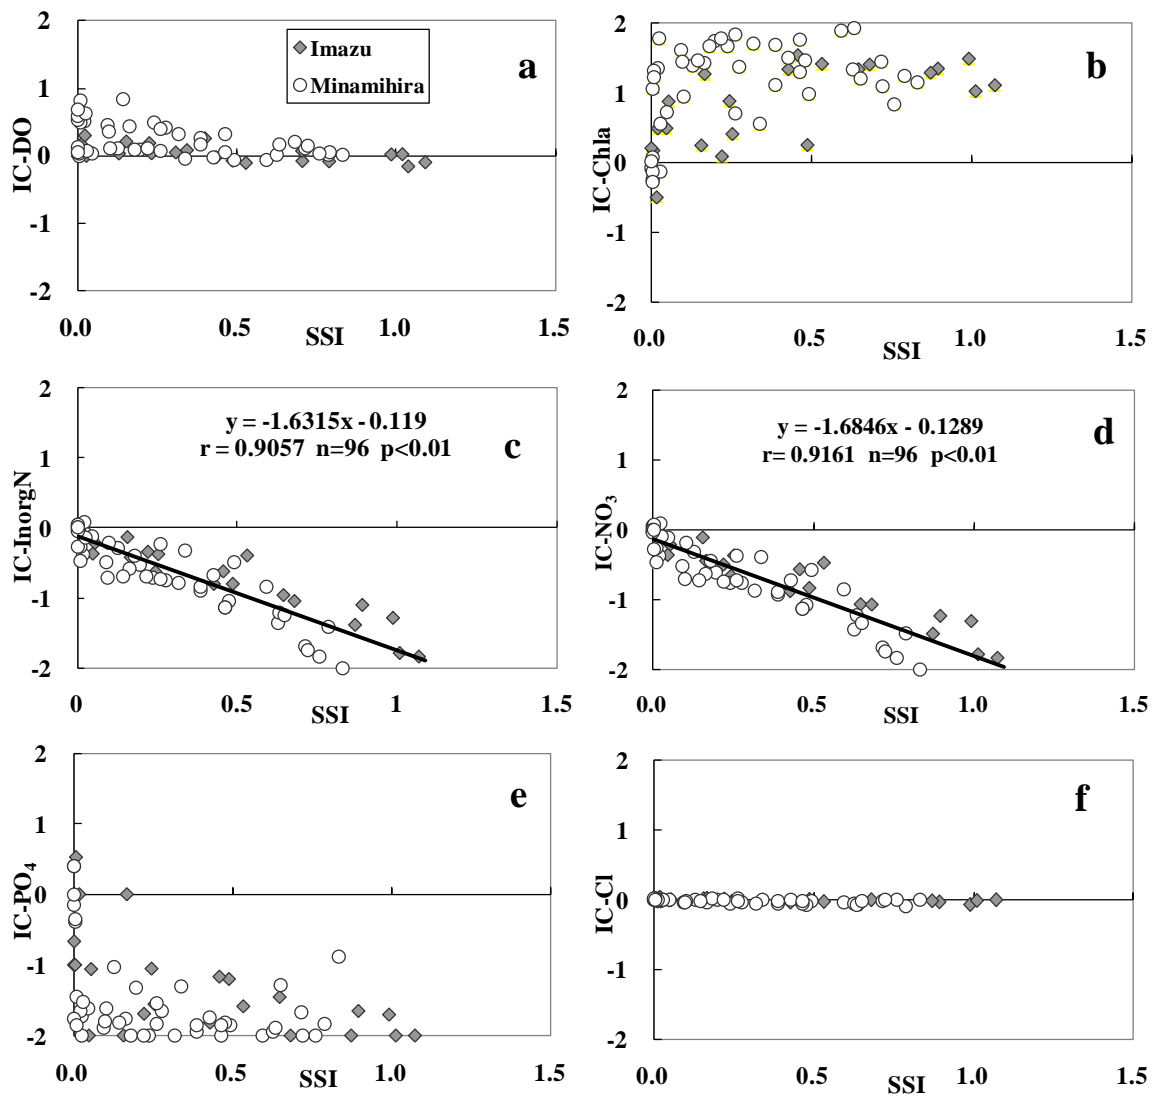 2
1
0
-1
-2
IC-DO
Imazu
Minamihira
a
0.0
0.5
1.0
1.5
SSI
2
1
0
-1
-2
IC-Chla
b
0.0
0.5
1.0
1.5
SSI
2
1
0
-1
-2
IC-InorgN
y = -1.6315x - 0.119
r = 0.9057 n=96 p<0.01
c
0
0.5
1
1.5
SSI
2
1
0
-1
-2
IC-NO3
y = -1.6846x - 0.1289
r= 0.9161 n=96 p<0.01
d
0.0
0.5
1.0
1.5
SSI
2
1
0
-1
-2
IC-PO4
e
0.0
0.5
1.0
1.5
SSI
2
1
0
-1
-2
IC-Cl
f
0.0
0.5
1.0
1.5
SSI